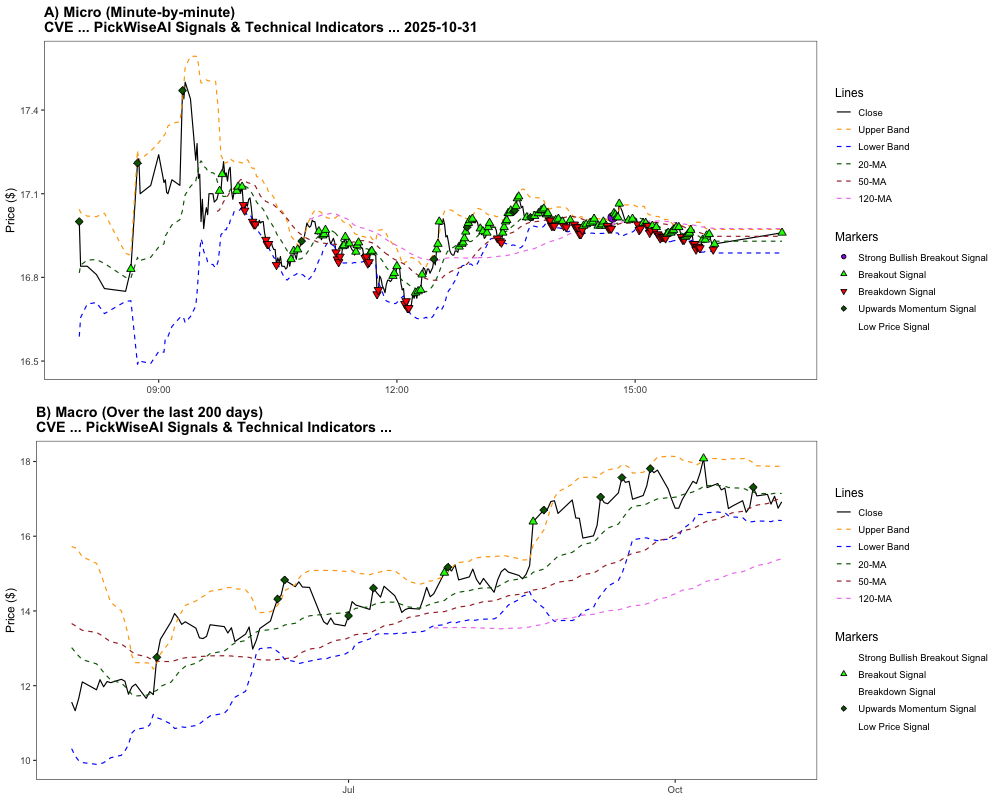 A) Micro (Minute-by-minute)
CVE ... PickWiseAI Signals & Technical Indicators ... 2025-10-31
Price ($)
17.4
17.1
16.8
16.5
09:00
12:00
15:00
Lines
Close
Upper Band
Lower Band
20-MA
50-MA
120-MA
Markers
Strong Bullish Breakout Signal
Breakout Signal
Breakdown Signal
Upwards Momentum Signal
Low Price Signal
B) Macro (Over the last 200 days)
CVE ... PickWiseAI Signals & Technical Indicators ...
Price ($)
18
16
14
12
10
Jul
Oct
Lines
Close
Upper Band
Lower Band
20-MA
50-MA
120-MA
Markers
Strong Bullish Breakout Signal
Breakout Signal
Breakdown Signal
Upwards Momentum Signal
Low Price Signal